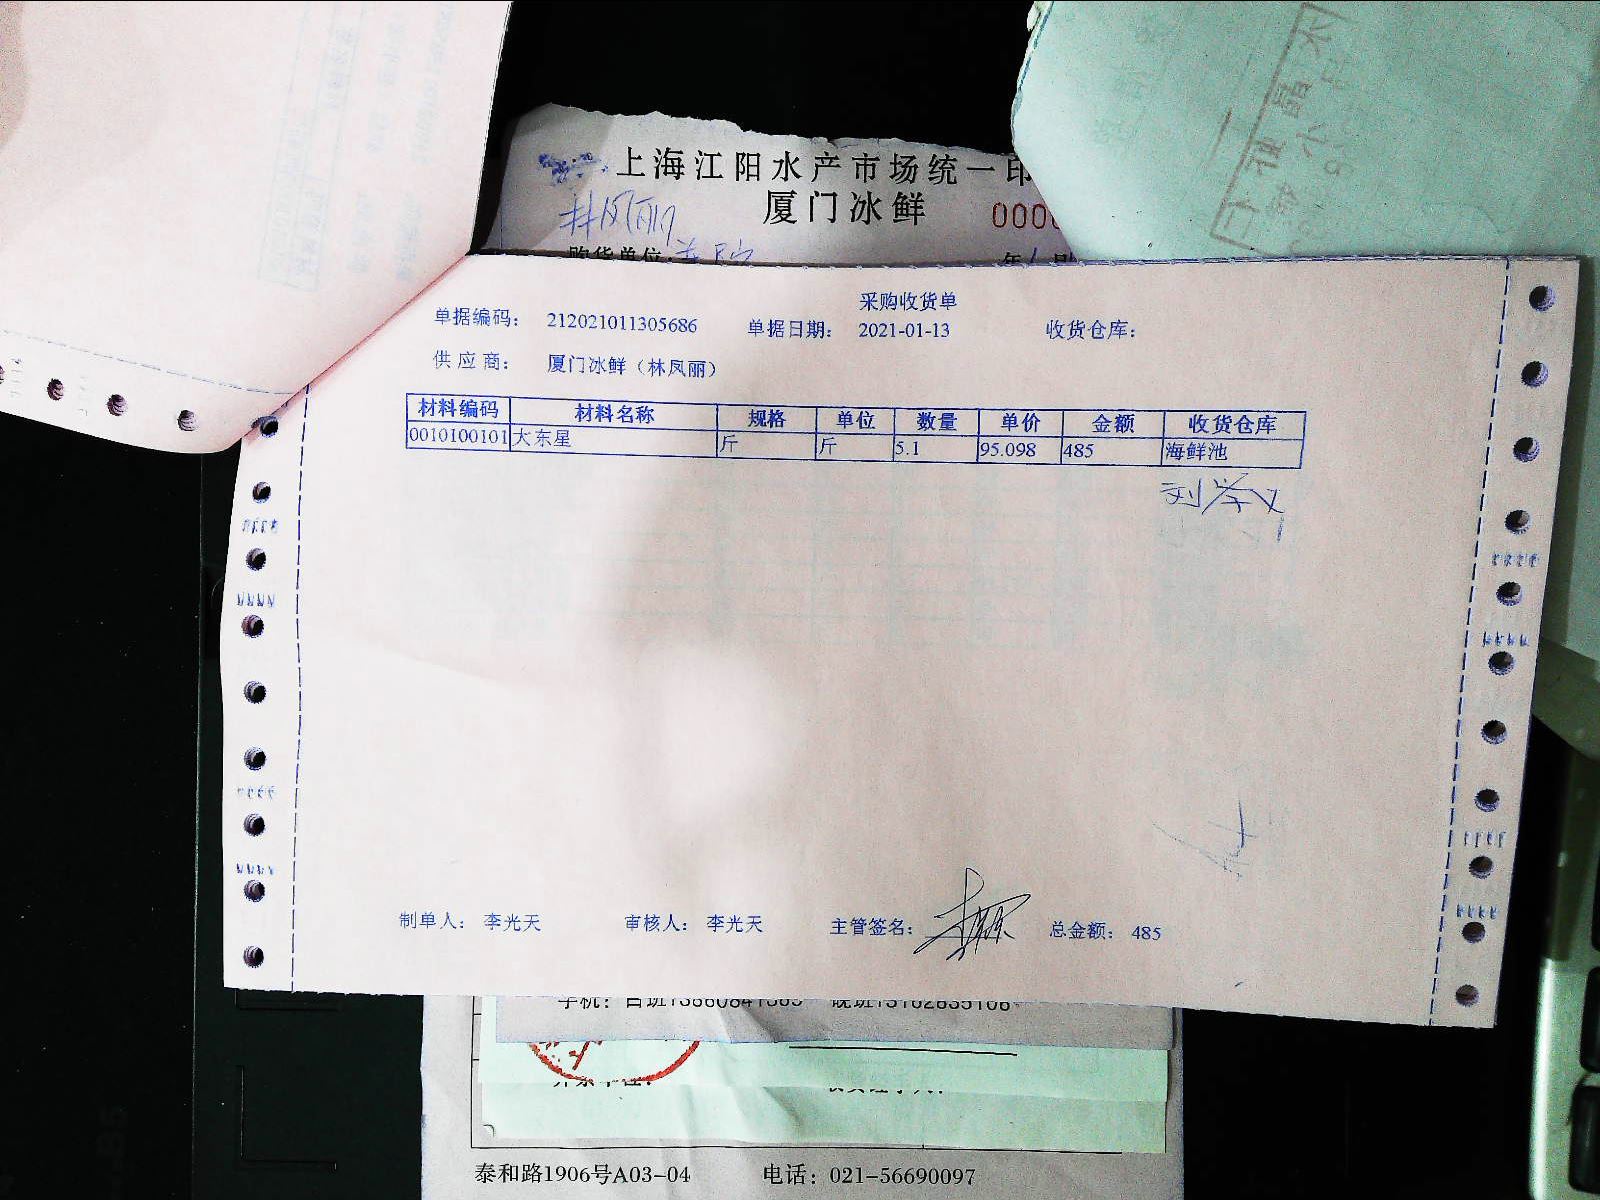 上海江阳水产市场统一印
厦门冰鲜 000
林凤丽
购货单位:
采购收货单
单据编码: 212021011305686 单据日期: 2021-01-13 收货仓库:
供应商: 厦门冰鲜（林凤丽）
材料编码 材料名称 规格 单位 数量 单价 金额 收货仓库
0010100101 大东星 斤 斤 5.1 95.098 485 海鲜池
制单人: 李光天 审核人: 李光天 主管签名: 总金额: 485
泰和路1906号A03-04 电话: 021-56690097